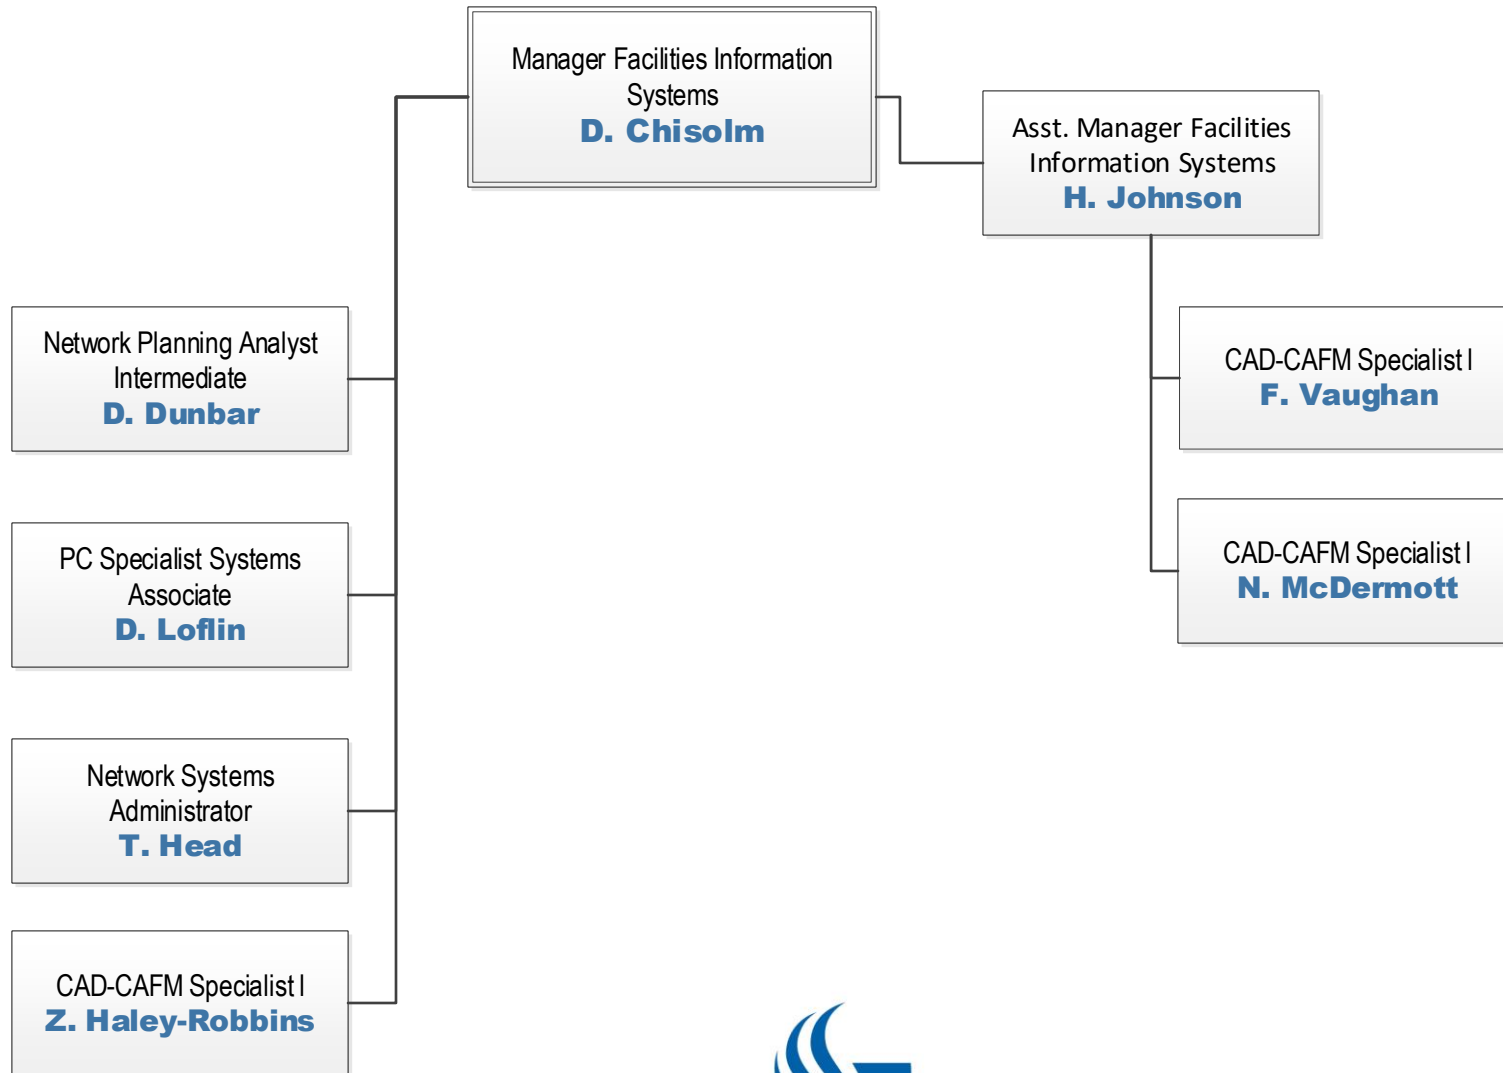 Manager Facilities Information
Systems
D. Chisolm
Asst. Manager Facilities
Information Systems
H. Johnson
Network Planning Analyst
Intermediate
D. Dunbar
PC Specialist Systems
Associate
D. Loflin
Network Systems
Administrator
T. Head
CAD-CAFM Specialist I
Z. Haley-Robbins
CAD-CAFM Specialist I
F. Vaughan
CAD-CAFM Specialist I
N. McDermott